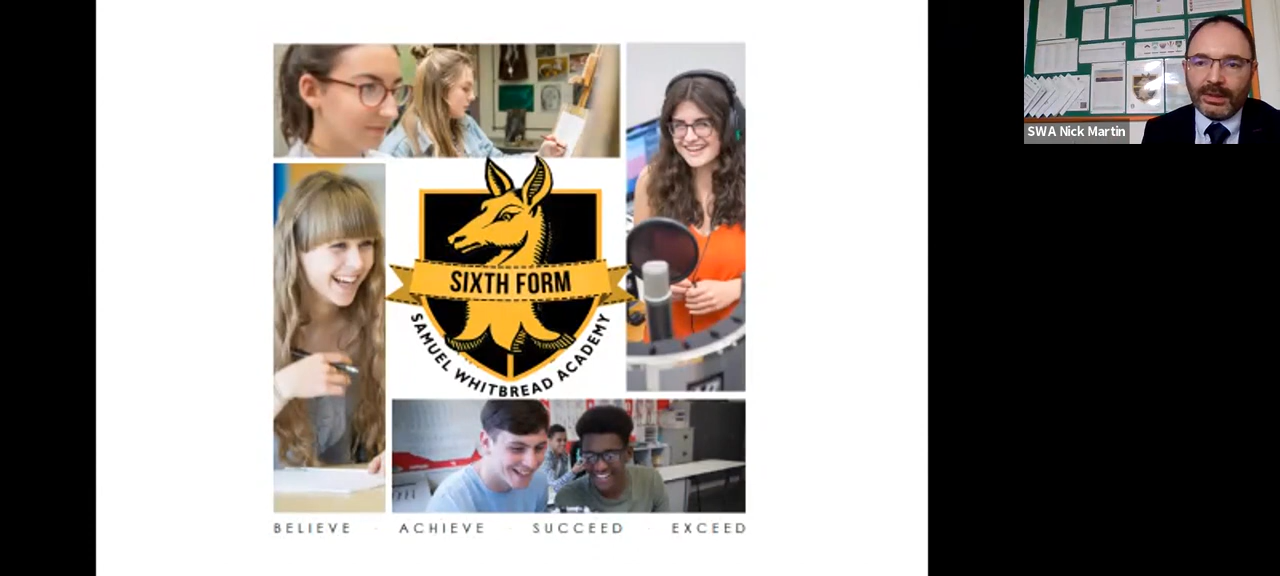 SIXTH FORM
SAMUEL WHITBREAD ACADEMY
BELIEVE · ACHIEVE · SUCCEED · EXCEED
SWA Nick Martin